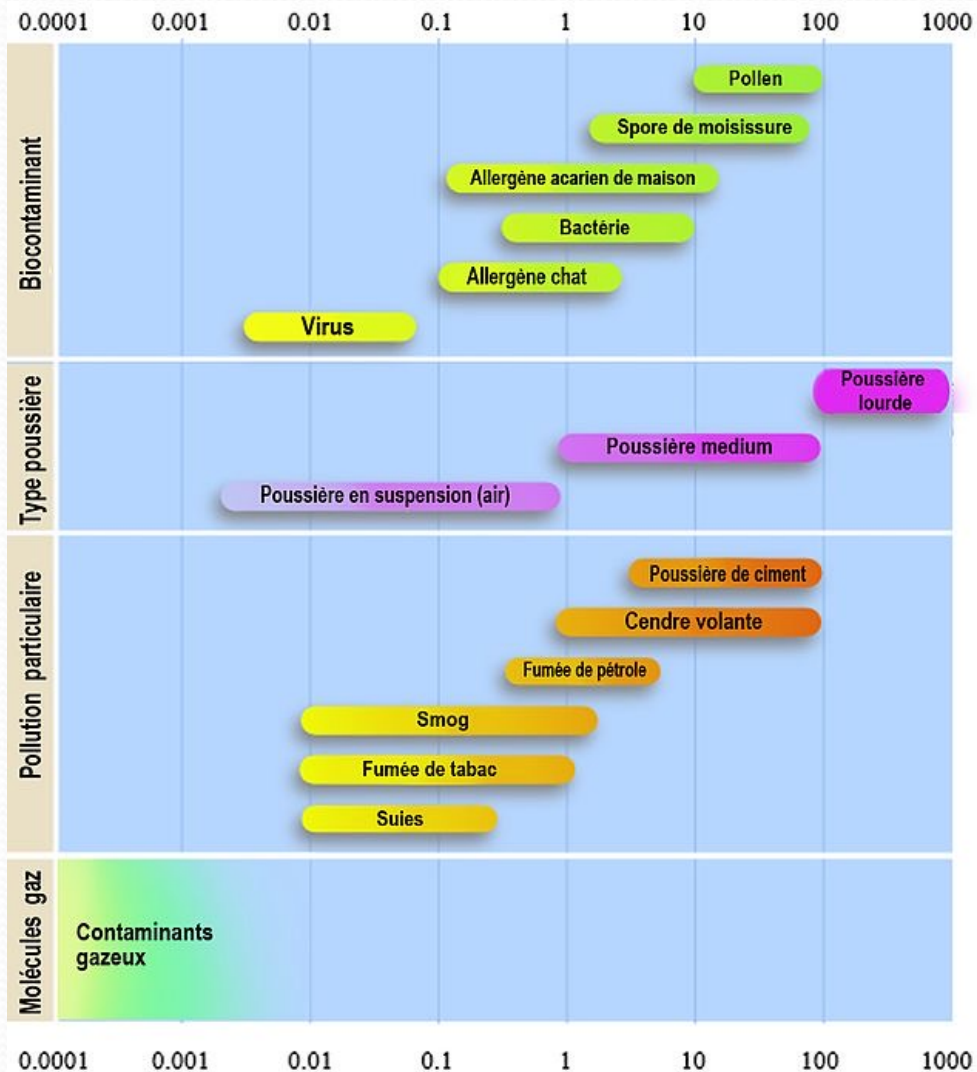 0.0001 0.001 0.01 0.1 1 10 100 1000
Biocontaminant
Pollen
Spore de moisissure
Allergène acarien de maison
Bactérie
Allergène chat
Virus
Type poussière
Poussière
lourde
Poussière medium
Poussière en suspension (air)
Pollution particulaire
Poussière de ciment
Cendre volante
Fumée de pétrole
Smog
Fumée de tabac
Suies
Molécules gaz
Contaminants
gazeux
0.0001 0.001 0.01 0.1 1 10 100 1000